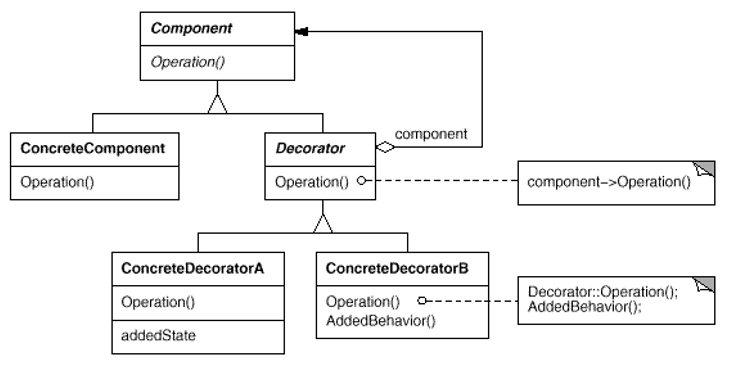 Component
Operation()
component
ConcreteComponent
Operation()
Decorator
Operation()
component->Operation()
ConcreteDecoratorA
Operation()
addedState
ConcreteDecoratorB
Operation()
AddedBehavior()
Decorator::Operation();
AddedBehavior();